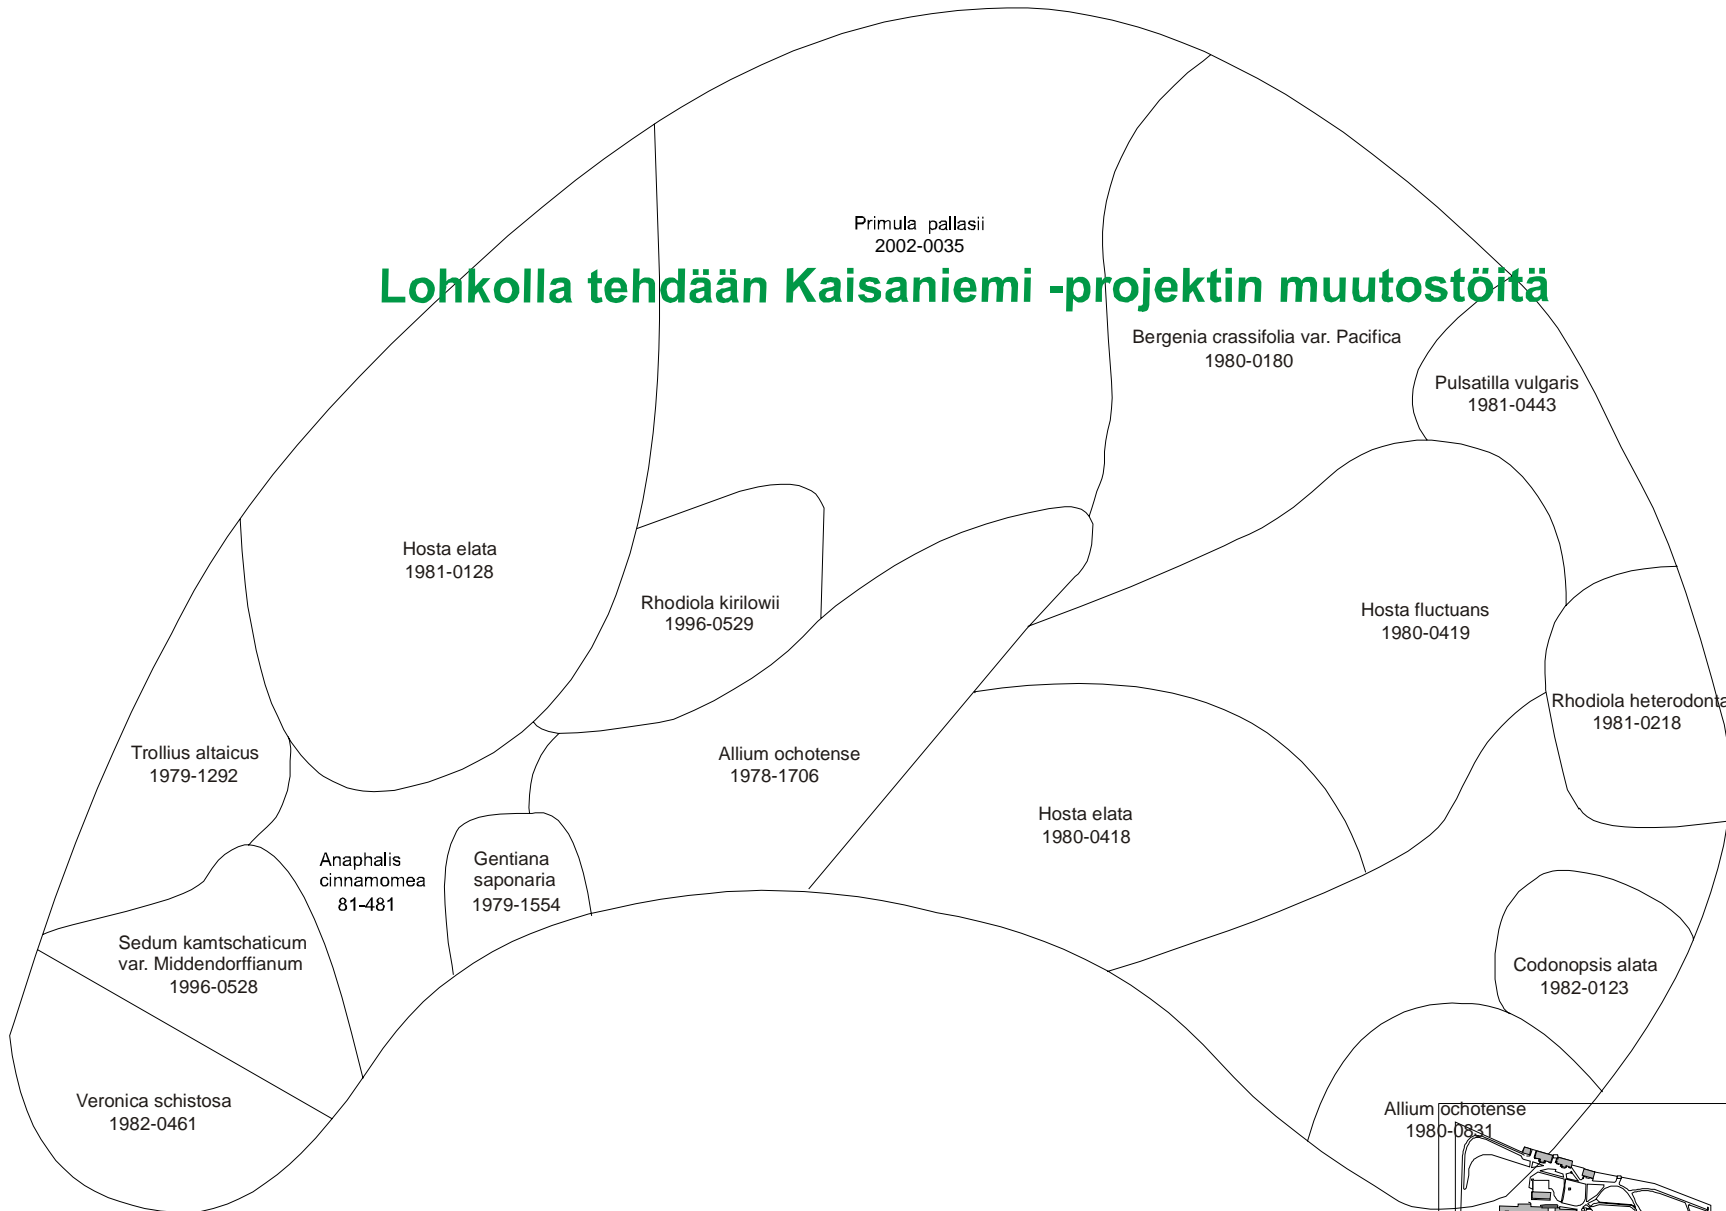 Primula pallasii
2002-0035
Lohkolla tehdään Kaisaniemi -projektin muutostöitä
Bergenia crassifolia var. Pacifica
1980-0180
Pulsatilla vulgaris
1981-0443
Hosta elata
1981-0128
Rhodiola kirilowii
1996-0529
Hosta fluctuans
1980-0419
Rhodiola heterodonta
1981-0218
Trollius altaicus
1979-1292
Allium ochotense
1978-1706
Hosta elata
1980-0418
Anaphalis
cinnamomea
81-481
Gentiana
saponaria
1979-1554
Sedum kamtschaticum
var. Middendorffianum
1996-0528
Codonopsis alata
1982-0123
Veronica schistosa
1982-0461
Allium ochotense
1980-0831